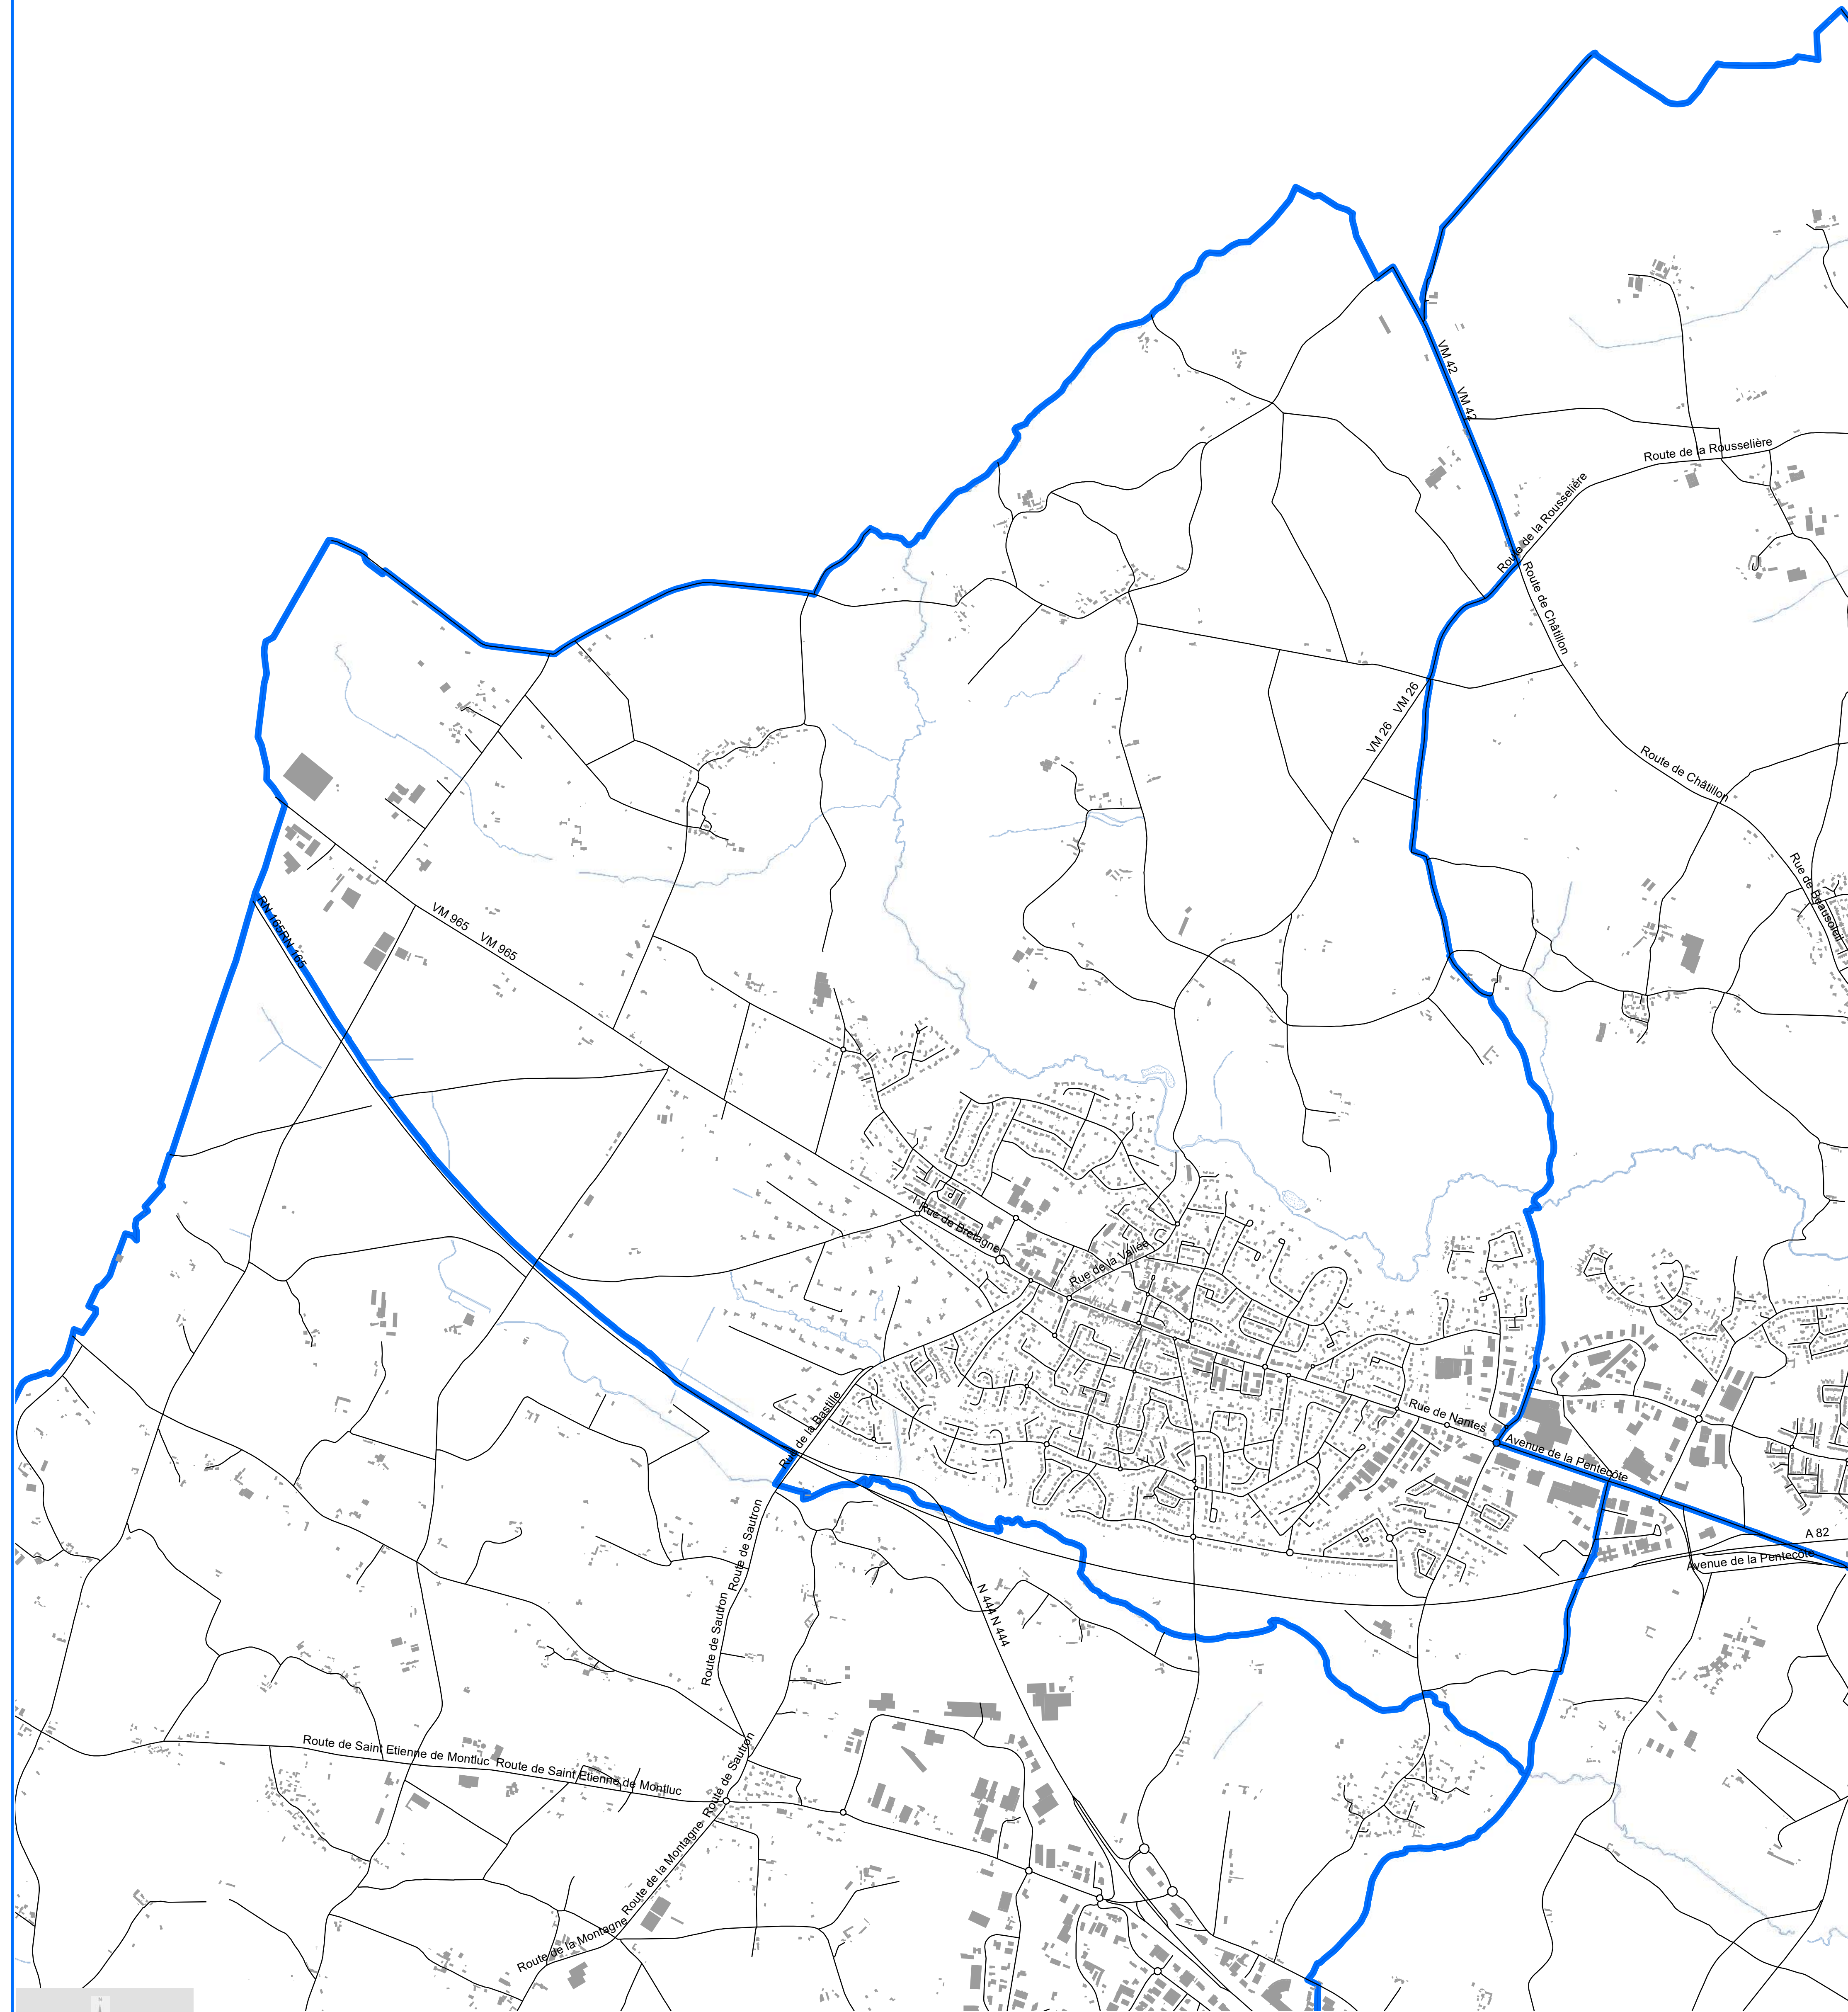 VM 42
VM 42
Route de la Rousselière
Route de la Rousselière
Route de Châtillon
VM 26
VM 26
Route de Châtillon
Rue de Beausoleil
RN 165
RN 165
VM 965
VM 965
Rue de Bretagne
Rue de la Vallée
Rue de la Bastille
Rue de Nantes
Avenue de la Pentecôte
A 82
Avenue de la Pentecôte
Route de Sautron
Route de Sautron
N 444
N 444
Route de Saint Etienne de Montluc
Route de Saint Etienne de Montluc
Route de Sautron
Route de la Montagne
Route de la Montagne